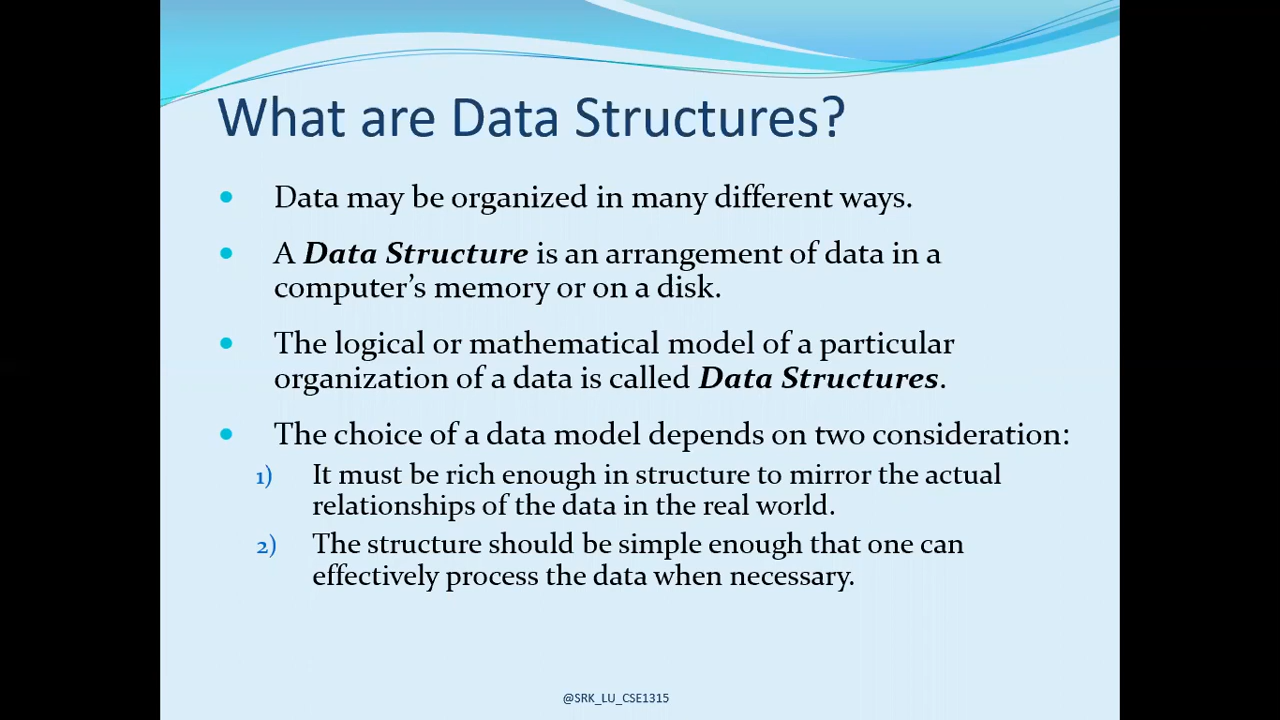 What are Data Structures?
• Data may be organized in many different ways.
• A Data Structure is an arrangement of data in a
computer’s memory or on a disk.
• The logical or mathematical model of a particular
organization of a data is called Data Structures.
• The choice of a data model depends on two consideration:
1) It must be rich enough in structure to mirror the actual
relationships of the data in the real world.
2) The structure should be simple enough that one can
effectively process the data when necessary.
@SRK_LU_CSE1315